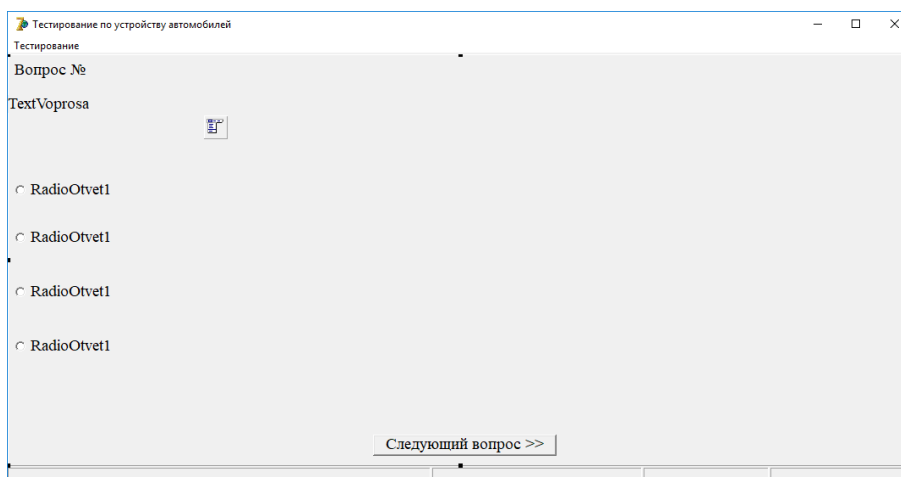 Тестирование по устройству автомобилей
Тестирование
Вопрос №
TextVoprosa
RadioOtvet1
RadioOtvet1
RadioOtvet1
RadioOtvet1
Следующий вопрос >>